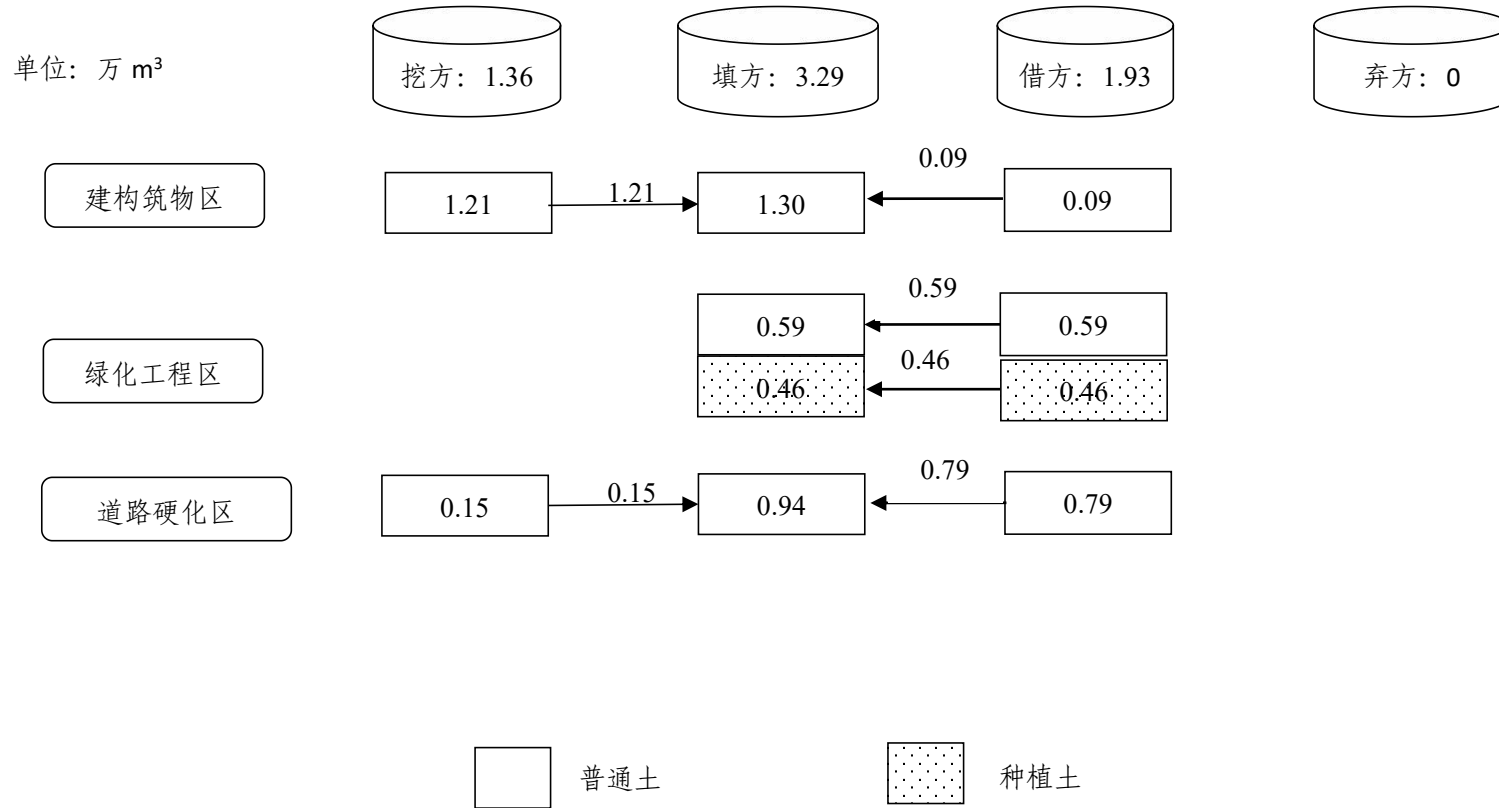 单位：万 m³
挖方：1.36
填方：3.29
借方：1.93
弃方：0
建构筑物区
1.21
1.21
1.30
0.09
0.09
绿化工程区
0.59
0.59
0.59
0.46
0.46
0.46
道路硬化区
0.15
0.15
0.94
0.79
0.79
普通土
种植土